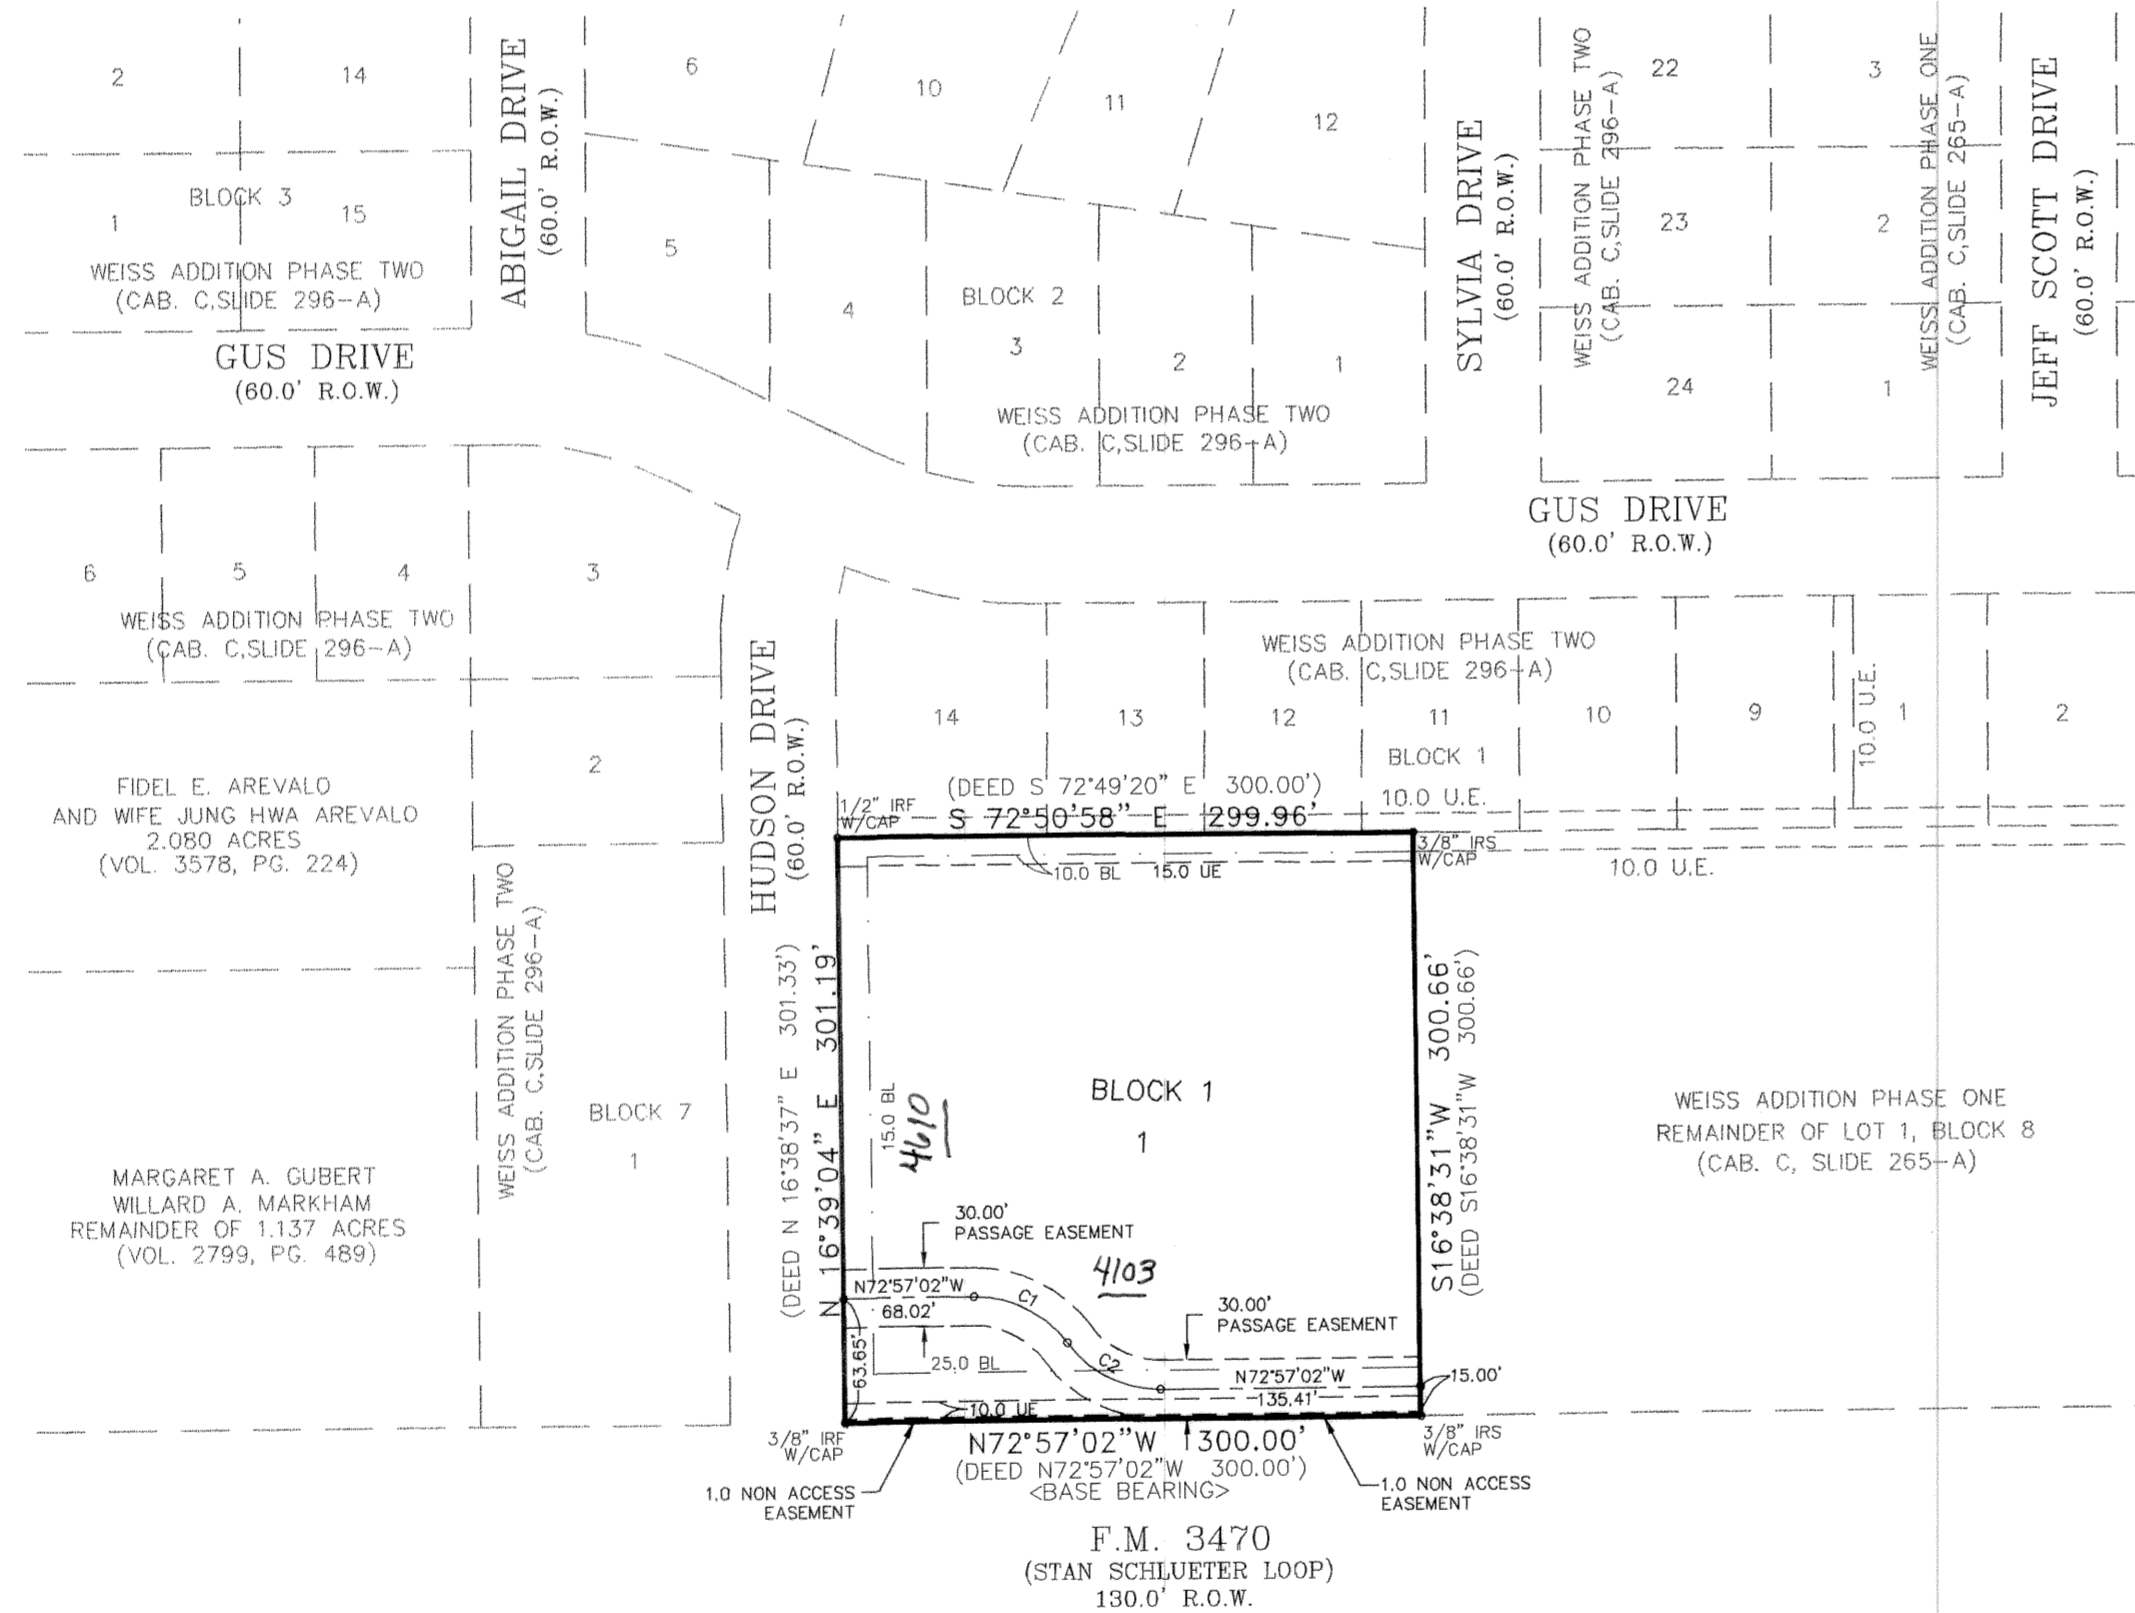 2
14
BLOCK 3
1
15
WEISS ADDITION PHASE TWO
(CAB. C,SLIDE 296-A)
GUS DRIVE
(60.0' R.O.W.)
ABIGAIL DRIVE
(60.0' R.O.W.)
6
10
11
12
5
4
BLOCK 2
3
2
1
WEISS ADDITION PHASE TWO
(CAB. C,SLIDE 296-A)
SYLVIA DRIVE
(60.0' R.O.W.)
WEISS ADDITION PHASE TWO
(CAB. C,SLIDE 296-A)
22
23
24
3
2
1
WEISS ADDITION PHASE ONE
(CAB. C,SLIDE 265-A)
JEFF SCOTT DRIVE
(60.0' R.O.W.)
GUS DRIVE
(60.0' R.O.W.)
6
5
4
3
WEISS ADDITION PHASE TWO
(CAB. C,SLIDE 296-A)
2
FIDEL E. AREVALO
AND WIFE JUNG HWA AREVALO
2.080 ACRES
(VOL. 3578, PG. 224)
WEISS ADDITION PHASE TWO
(CAB. C,SLIDE 296-A)
BLOCK 7
1
MARGARET A. GUBERT
WILLARD A. MARKHAM
REMAINDER OF 1.137 ACRES
(VOL. 2799, PG. 489)
HUDSON DRIVE
(60.0' R.O.W.)
WEISS ADDITION PHASE TWO
(CAB. C,SLIDE 296-A)
14
13
12
11
10
9
1
2
BLOCK 1
10.0 U.E.
10.0 U.E.
10.0 U.E.
(DEED S 72°49'20" E 300.00')
S 72°50'58" E 299.96'
1/2" IRF
W/CAP
3/8" IRS
W/CAP
10.0 BL
15.0 UE
(DEED N 16°38'37" E 301.33')
N 16°39'04" E 301.19'
15.0 BL
4610
BLOCK 1
1
S16°38'31"W 300.66'
(DEED S16°38'31"W 300.66')
WEISS ADDITION PHASE ONE
REMAINDER OF LOT 1, BLOCK 8
(CAB. C, SLIDE 265-A)
30.00'
PASSAGE EASEMENT
4103
N72°57'02"W
68.02'
C1
C2
30.00'
PASSAGE EASEMENT
63.65'
25.0 BL
N72°57'02"W
135.41'
15.00'
10.0 UE
3/8" IRF
W/CAP
N72°57'02"W 300.00'
(DEED N72°57'02"W 300.00')
<BASE BEARING>
3/8" IRS
W/CAP
1.0 NON ACCESS
EASEMENT
1.0 NON ACCESS
EASEMENT
F.M. 3470
(STAN SCHLUETER LOOP)
130.0' R.O.W.